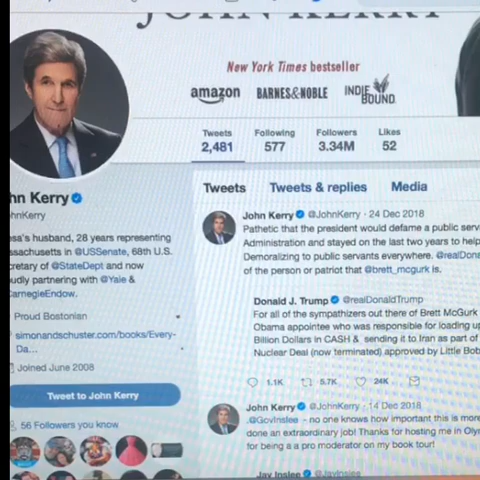 JOHN KERRY
New York Times bestseller
amazon BARNES&NOBLE INDIE BOUND
Tweets Following Followers Likes
2,481 577 3.34M 52
hn Kerry
hnKerry
sa's husband, 28 years representing
ssachusetts in @USSenate, 68th U.S.
cretary of @StateDept and now
udly partnering with @Yale &
CarnegieEndow.
Proud Bostonian
simonandschuster.com/books/Every-
Da...
Joined June 2008
Tweet to John Kerry
56 Followers you know
Tweets Tweets & replies Media
John Kerry @JohnKerry · 24 Dec 2018
Pathetic that the president would defame a public serv
Administration and stayed on the last two years to help
Demoralizing to public servants everywhere. @realDona
of the person or patriot that @brett_mcgurk is.
Donald J. Trump @realDonaldTrump
For all of the sympathizers out there of Brett McGurk
Obama appointee who was responsible for loading up
Billion Dollars in CASH & sending it to Iran as part of
Nuclear Deal (now terminated) approved by Little Bob
1.1K 5.7K 24K
John Kerry @JohnKerry · 14 Dec 2018
.@GovInslee - no one knows how important this is more
done an extraordinary job! Thanks for hosting me in Oly
for being a a pro moderator on my book tour!
Jay Inslee @JayInslee